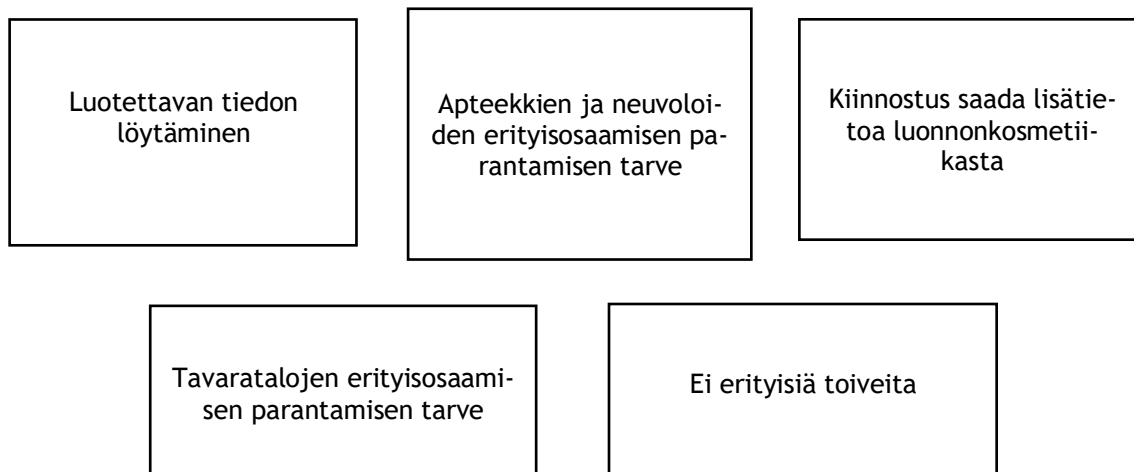 Luotettavan tiedon
löytäminen
Apteekkien ja neuvoloi-
den erityisosaamisen pa-
rantamisen tarve
Kiinnostus saada lisätie-
toa luonnonkosmetii-
kasta
Tavaratalojen erityisosaami-
sen parantamisen tarve
Ei erityisiä toiveita